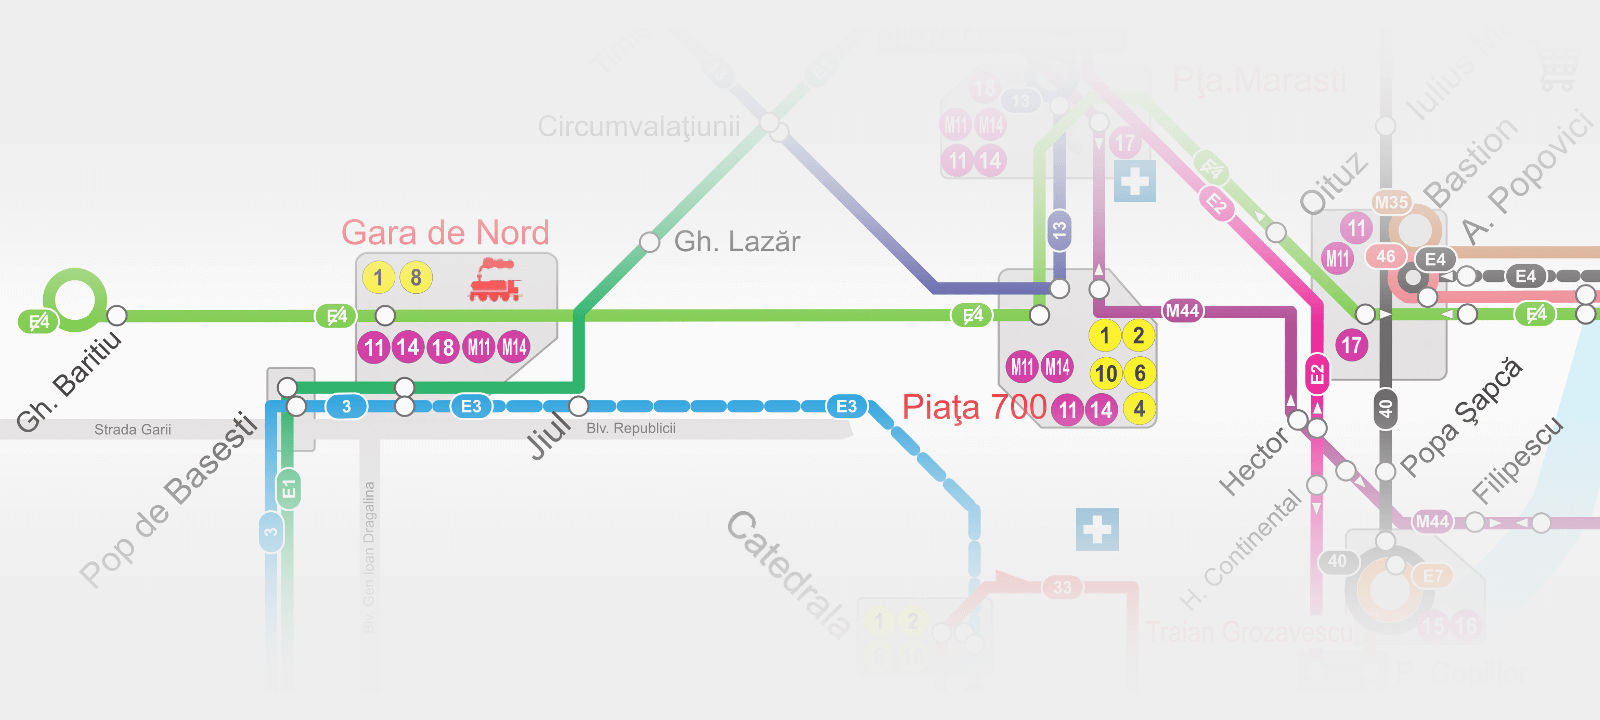 Pţa.Marasti
Iulius
18
13
M11
M14
11
14
17
Circumvalaţiunii
Gara de Nord
1
8
11
14
18
M11
M14
Gh. Lazăr
E4
E4
E4
Gh. Baritiu
13
M44
E4
E2
Oituz
Bastion
A. Popovici
M35
11
M11
46
E4
E4
E4
17
E2
40
Piaţa 700
M11
M14
1
2
10
6
11
14
4
3
E3
E3
Strada Garii
Jiul
Blv. Republicii
Pop de Basesti
E1
3
Blv. Gen Ioan Dragalina
Catedrala
1
2
33
Hector
H. Continental
Popa Şapcă
Filipescu
M44
40
E7
15
16
Traian Grozavescu
P. Copiilor